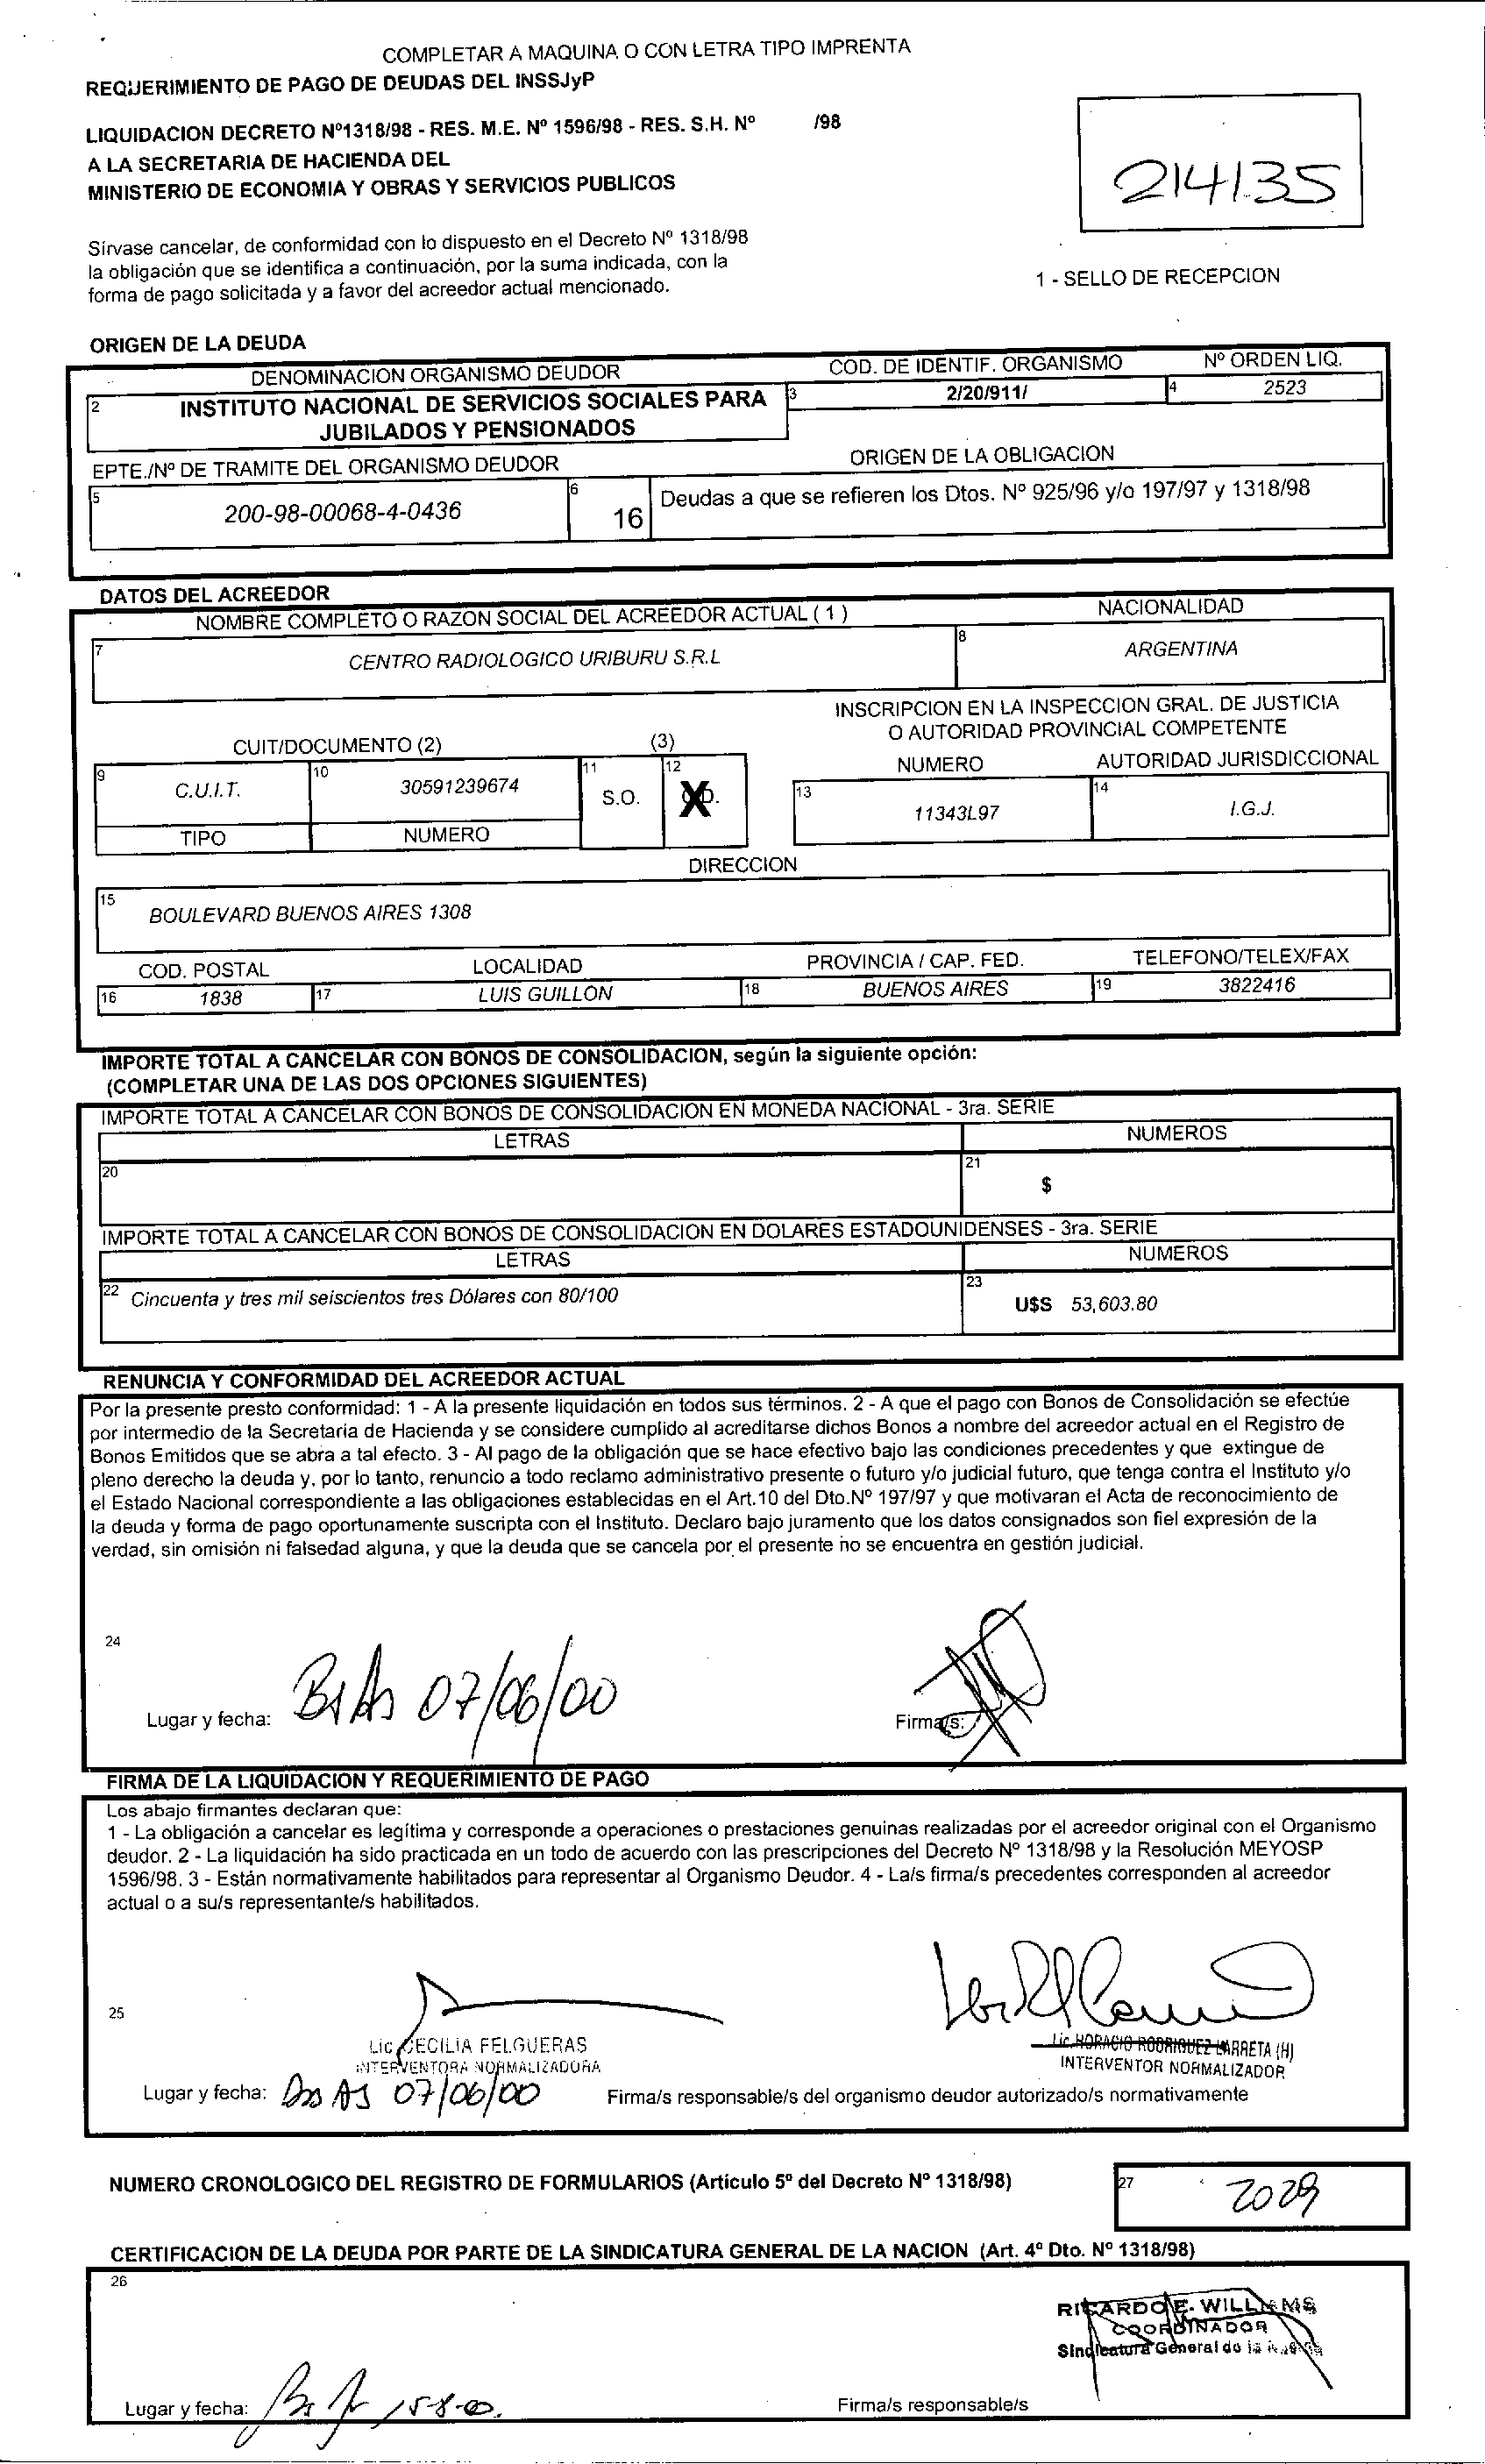 COMPLETAR A MAQUINA O CON LETRA TIPO IMPRENTA
REQUERIMIENTO DE PAGO DE DEUDAS DEL INSSJyP
LIQUIDACION DECRETO Nº1318/98 - RES. M.E. Nº 1596/98 - RES. S.H. Nº /98
A LA SECRETARIA DE HACIENDA DEL
MINISTERIO DE ECONOMIA Y OBRAS Y SERVICIOS PUBLICOS
214135
Sírvase cancelar, de conformidad con lo dispuesto en el Decreto Nº 1318/98
la obligación que se identifica a continuación, por la suma indicada, con la
forma de pago solicitada y a favor del acreedor actual mencionado.
1 - SELLO DE RECEPCION
ORIGEN DE LA DEUDA
DENOMINACION ORGANISMO DEUDOR COD. DE IDENTIF. ORGANISMO Nº ORDEN LIQ.
2 INSTITUTO NACIONAL DE SERVICIOS SOCIALES PARA 3 2/20/911/ 4 2523
JUBILADOS Y PENSIONADOS
EPTE./Nº DE TRAMITE DEL ORGANISMO DEUDOR ORIGEN DE LA OBLIGACION
5 200-98-00068-4-0436 6 16 Deudas a que se refieren los Dtos. Nº 925/96 y/o 197/97 y 1318/98
DATOS DEL ACREEDOR
NOMBRE COMPLETO O RAZON SOCIAL DEL ACREEDOR ACTUAL ( 1 ) NACIONALIDAD
7 CENTRO RADIOLOGICO URIBURU S.R.L 8 ARGENTINA
INSCRIPCION EN LA INSPECCION GRAL. DE JUSTICIA
O AUTORIDAD PROVINCIAL COMPETENTE
CUIT/DOCUMENTO (2) (3) NUMERO AUTORIDAD JURISDICCIONAL
9 C.U.I.T. 10 30591239674 11 S.O. 12 X 13 11343L97 14 I.G.J.
TIPO NUMERO
DIRECCION
15 BOULEVARD BUENOS AIRES 1308
COD. POSTAL LOCALIDAD PROVINCIA / CAP. FED. TELEFONO/TELEX/FAX
16 1838 17 LUIS GUILLON 18 BUENOS AIRES 19 3822416
IMPORTE TOTAL A CANCELAR CON BONOS DE CONSOLIDACION, según la siguiente opción:
(COMPLETAR UNA DE LAS DOS OPCIONES SIGUIENTES)
IMPORTE TOTAL A CANCELAR CON BONOS DE CONSOLIDACION EN MONEDA NACIONAL - 3ra. SERIE
LETRAS NUMEROS
20 21 $
IMPORTE TOTAL A CANCELAR CON BONOS DE CONSOLIDACION EN DOLARES ESTADOUNIDENSES - 3ra. SERIE
LETRAS NUMEROS
22 Cincuenta y tres mil seiscientos tres Dólares con 80/100 23 U$S 53,603.80
RENUNCIA Y CONFORMIDAD DEL ACREEDOR ACTUAL
Por la presente presto conformidad: 1 - A la presente liquidación en todos sus términos. 2 - A que el pago con Bonos de Consolidación se efectúe
por intermedio de la Secretaria de Hacienda y se considere cumplido al acreditarse dichos Bonos a nombre del acreedor actual en el Registro de
Bonos Emitidos que se abra a tal efecto. 3 - Al pago de la obligación que se hace efectivo bajo las condiciones precedentes y que extingue de
pleno derecho la deuda y, por lo tanto, renuncio a todo reclamo administrativo presente o futuro y/o judicial futuro, que tenga contra el Instituto y/o
el Estado Nacional correspondiente a las obligaciones establecidas en el Art.10 del Dto.Nº 197/97 y que motivaran el Acta de reconocimiento de
la deuda y forma de pago oportunamente suscripta con el Instituto. Declaro bajo juramento que los datos consignados son fiel expresión de la
verdad, sin omisión ni falsedad alguna, y que la deuda que se cancela por el presente no se encuentra en gestión judicial.
24
Lugar y fecha: Bs As 07/06/00 Firma/s:
FIRMA DE LA LIQUIDACION Y REQUERIMIENTO DE PAGO
Los abajo firmantes declaran que:
1 - La obligación a cancelar es legítima y corresponde a operaciones o prestaciones genuinas realizadas por el acreedor original con el Organismo
deudor. 2 - La liquidación ha sido practicada en un todo de acuerdo con las prescripciones del Decreto Nº 1318/98 y la Resolución MEYOSP
1596/98. 3 - Están normativamente habilitados para representar al Organismo Deudor. 4 - La/s firma/s precedentes corresponden al acreedor
actual o a su/s representante/s habilitados.
25
Lic CECILIA FELGUERAS Lic. HORACIO RODRIGUEZ LARRETA (H)
INTERVENTORA NORMALIZADORA INTERVENTOR NORMALIZADOR
Lugar y fecha: Bs As 07/06/00 Firma/s responsable/s del organismo deudor autorizado/s normativamente
NUMERO CRONOLOGICO DEL REGISTRO DE FORMULARIOS (Artículo 5º del Decreto Nº 1318/98) 27 2029
CERTIFICACION DE LA DEUDA POR PARTE DE LA SINDICATURA GENERAL DE LA NACION (Art. 4º Dto. Nº 1318/98)
26
RICARDO E. WILLIAMS
COORDINADOR
Sindicatura General de la
Lugar y fecha: Firma/s responsable/s